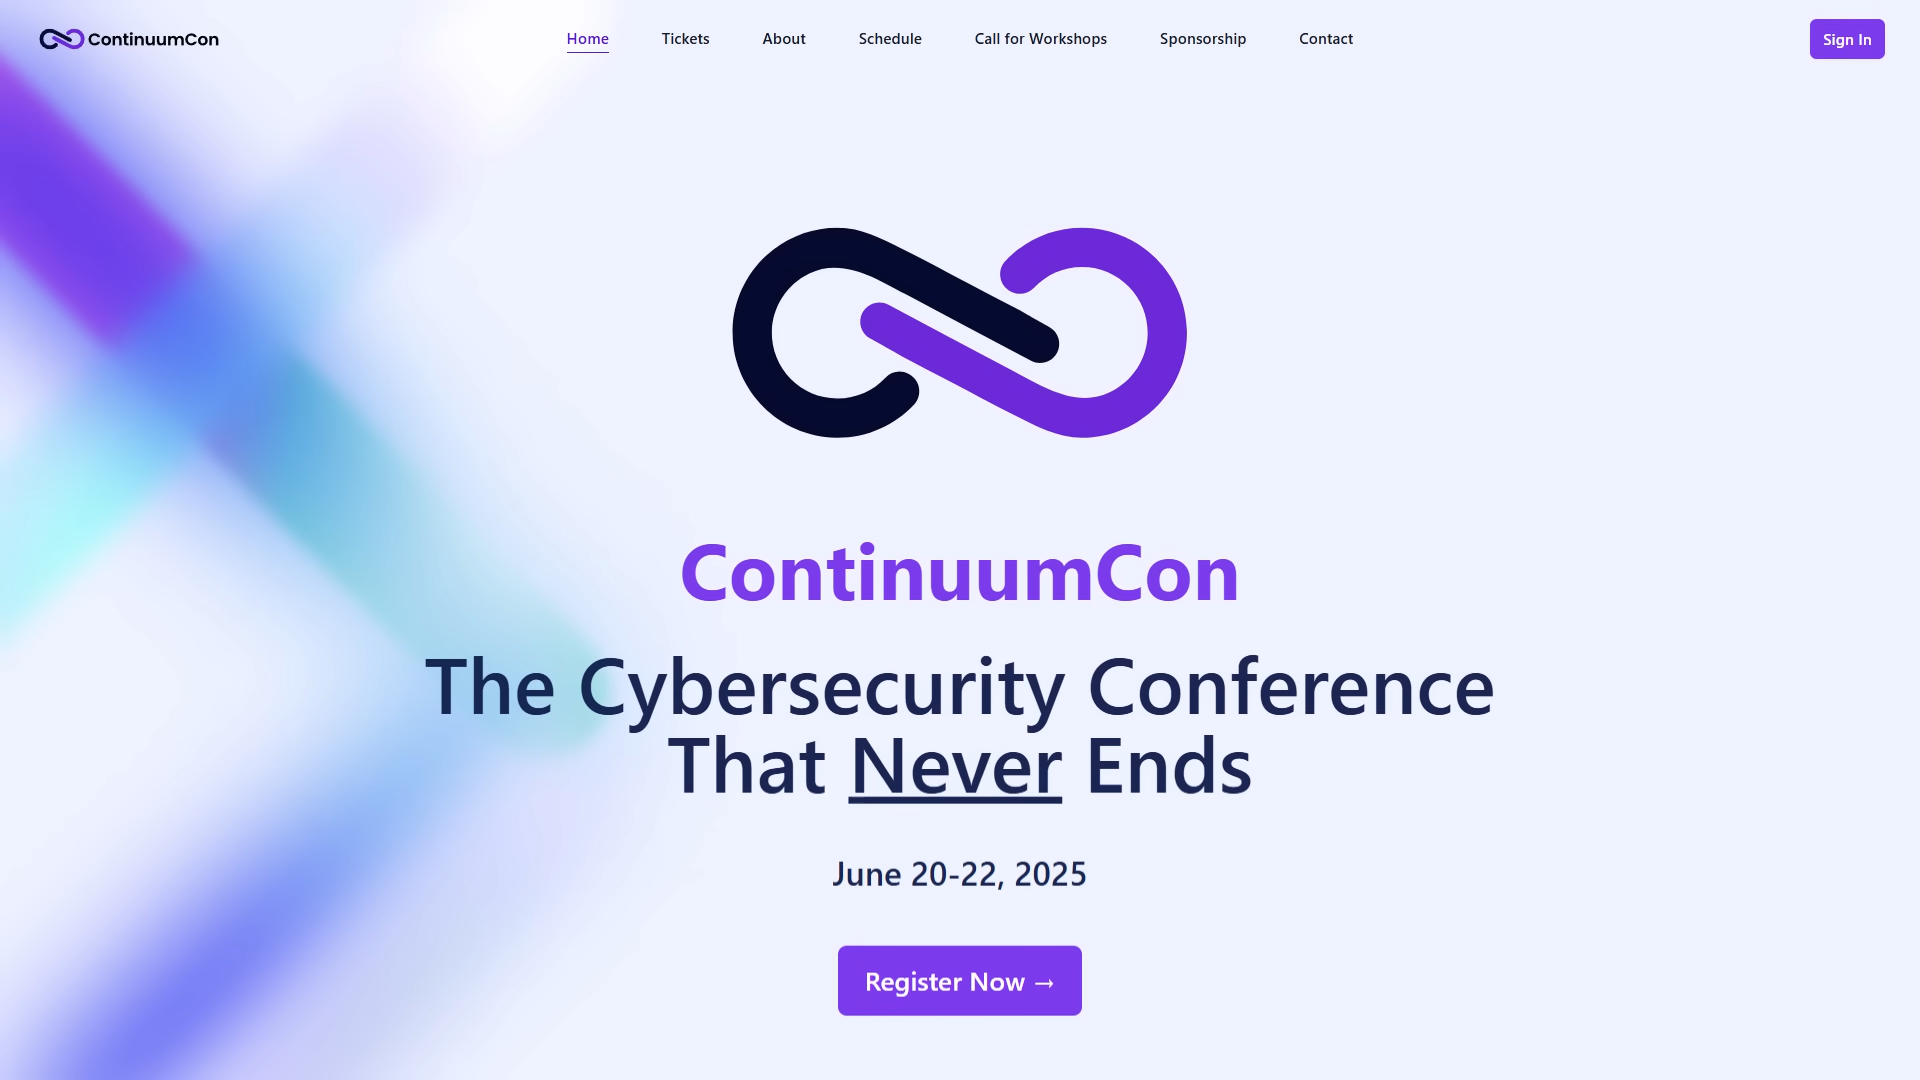 ContinuumCon
Home
Tickets
About
Schedule
Call for Workshops
Sponsorship
Contact
Sign In
ContinuumCon
The Cybersecurity Conference
That Never Ends
June 20-22, 2025
Register Now →